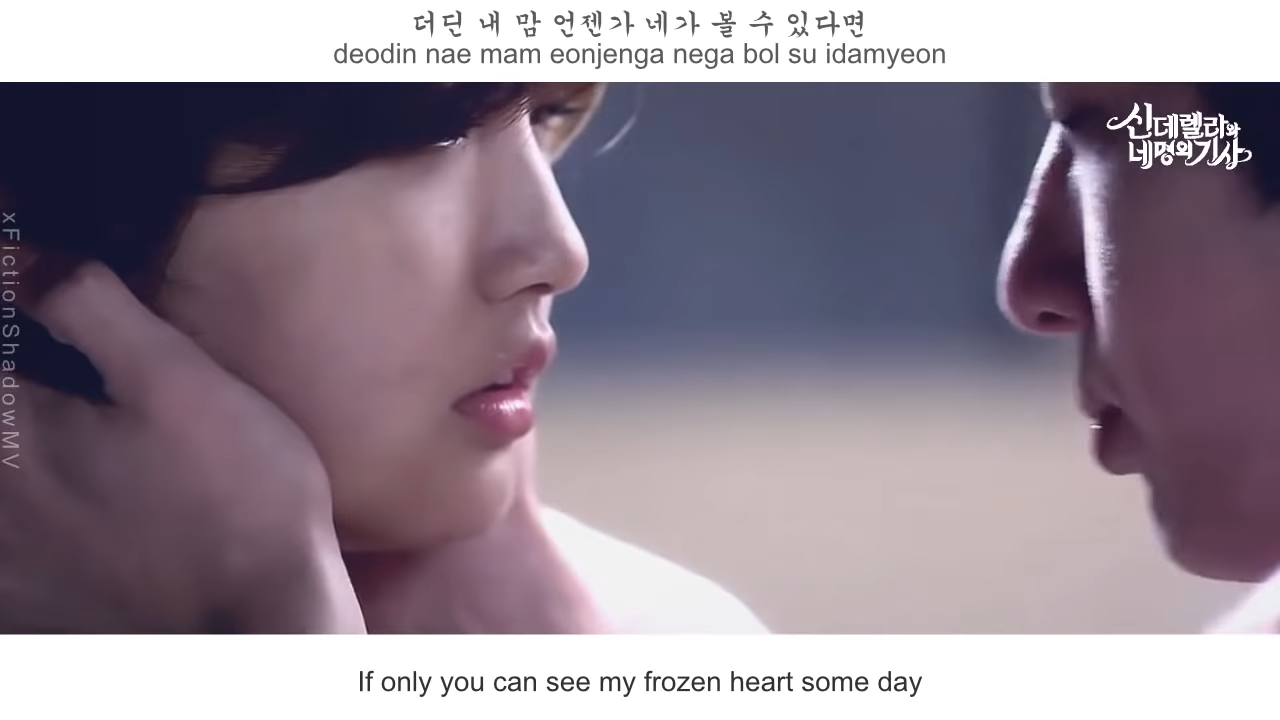 더딘 내 맘 언젠가 네가 볼 수 있다면
deodin nae mam eonjenga nega bol su idamyeon
신데렐라와
네명의기사
xFictionShadowMV
If only you can see my frozen heart some day